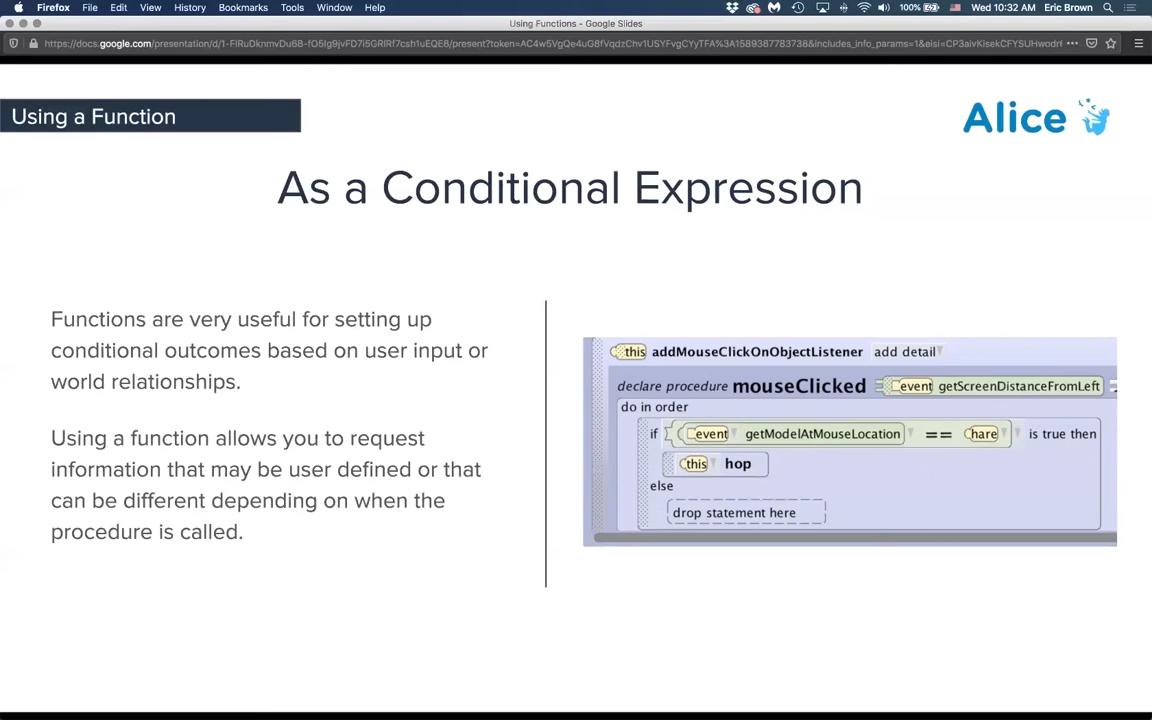 Firefox File Edit View History Bookmarks Tools Window Help 100% Wed 10:32 AM Eric Brown
Using Functions - Google Slides
Using a Function
Alice
As a Conditional Expression
Functions are very useful for setting up
conditional outcomes based on user input or
world relationships.
Using a function allows you to request
information that may be user defined or that
can be different depending on when the
procedure is called.
this addMouseClickOnObjectListener add detail
declare procedure mouseClicked event getScreenDistanceFromLeft
do in order
if event getModelAtMouseLocation == hare is true then
this hop
else
drop statement here